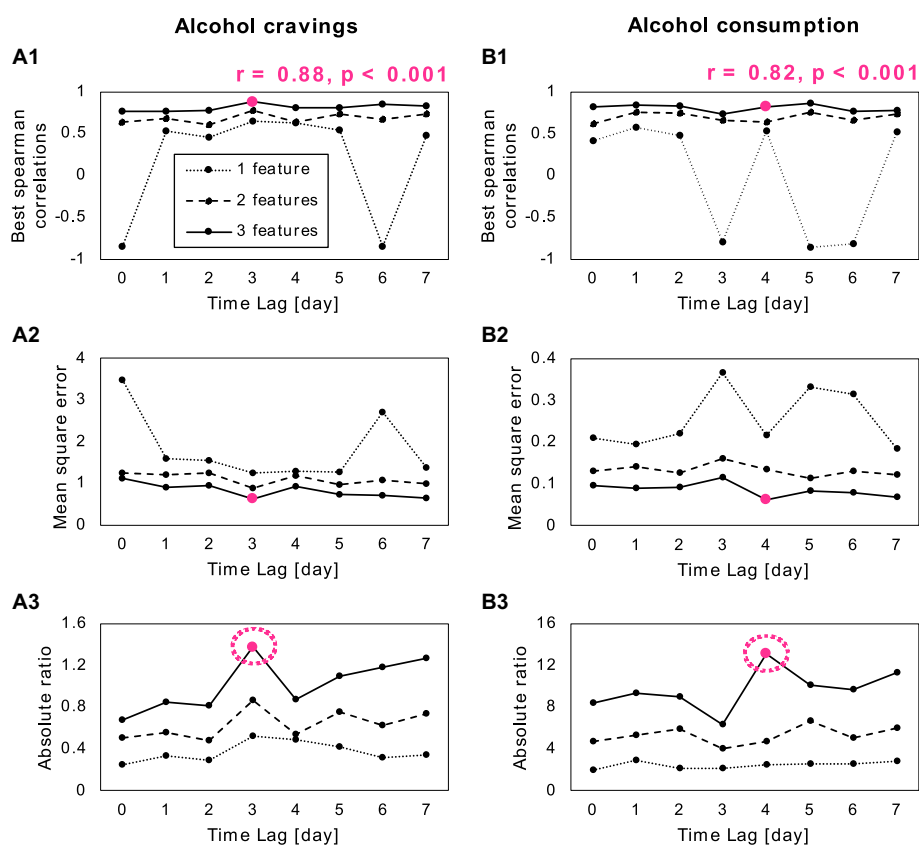 Alcohol cravings
A1
r = 0.88, p < 0.001
1
0.5
0
-0.5
-1
Best spearman
correlations
1 feature
2 features
3 features
0 1 2 3 4 5 6 7
Time Lag [day]
A2
4
3
2
1
0
Mean square error
0 1 2 3 4 5 6 7
Time Lag [day]
A3
1.6
1.2
0.8
0.4
0
Absolute ratio
0 1 2 3 4 5 6 7
Time Lag [day]
Alcohol consumption
B1
r = 0.82, p < 0.001
1
0.5
0
-0.5
-1
Best spearman
correlations
0 1 2 3 4 5 6 7
Time Lag [day]
B2
0.4
0.3
0.2
0.1
0
Mean square error
0 1 2 3 4 5 6 7
Time Lag [day]
B3
16
12
8
4
0
Absolute ratio
0 1 2 3 4 5 6 7
Time Lag [day]